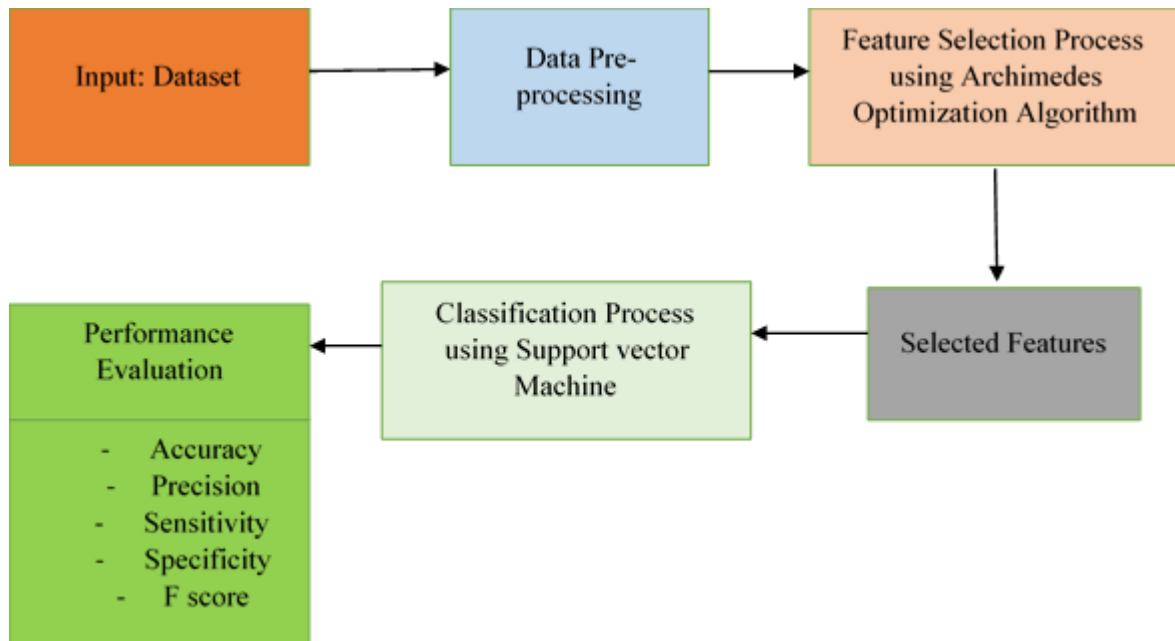 Input: Dataset
Data Pre-
processing
Feature Selection Process
using Archimedes
Optimization Algorithm
Selected Features
Classification Process
using Support vector
Machine
Performance
Evaluation
- Accuracy
- Precision
- Sensitivity
- Specificity
- F score